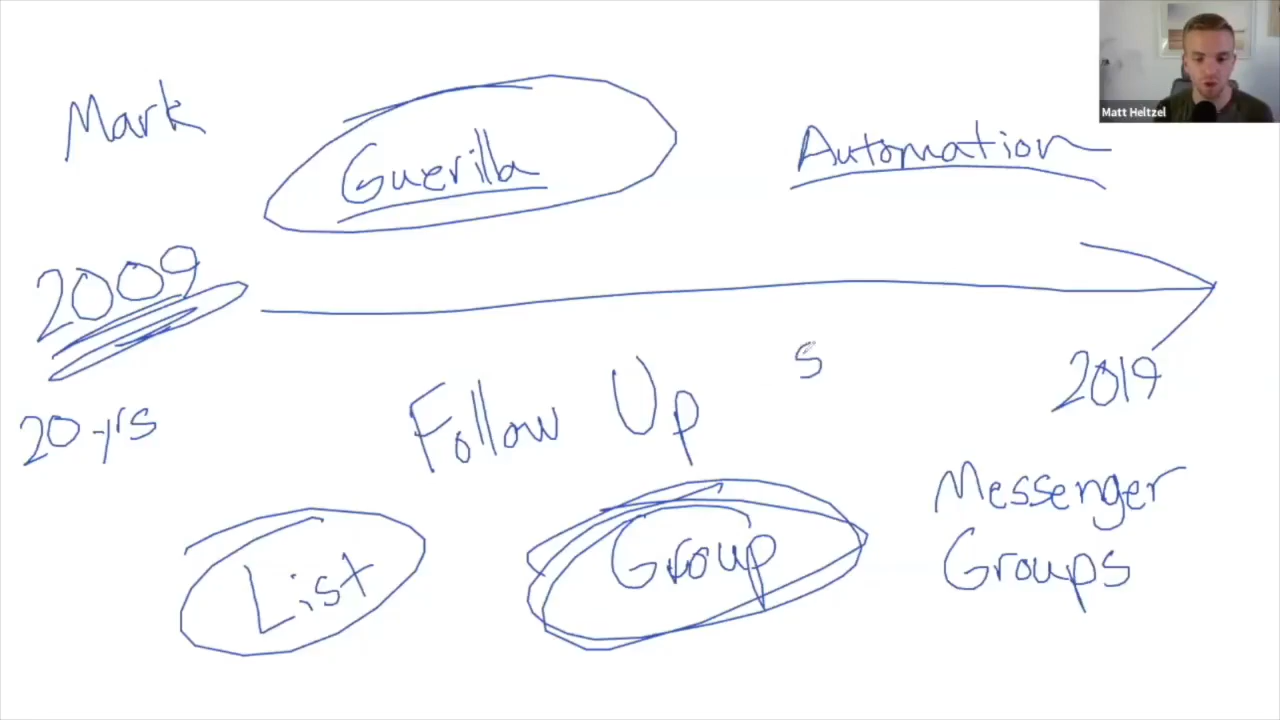 Matt Heltzel
Mark
Guerilla
Automation
2009
2019
20 yrs
Follow Up
s
Messenger
Groups
List
Group